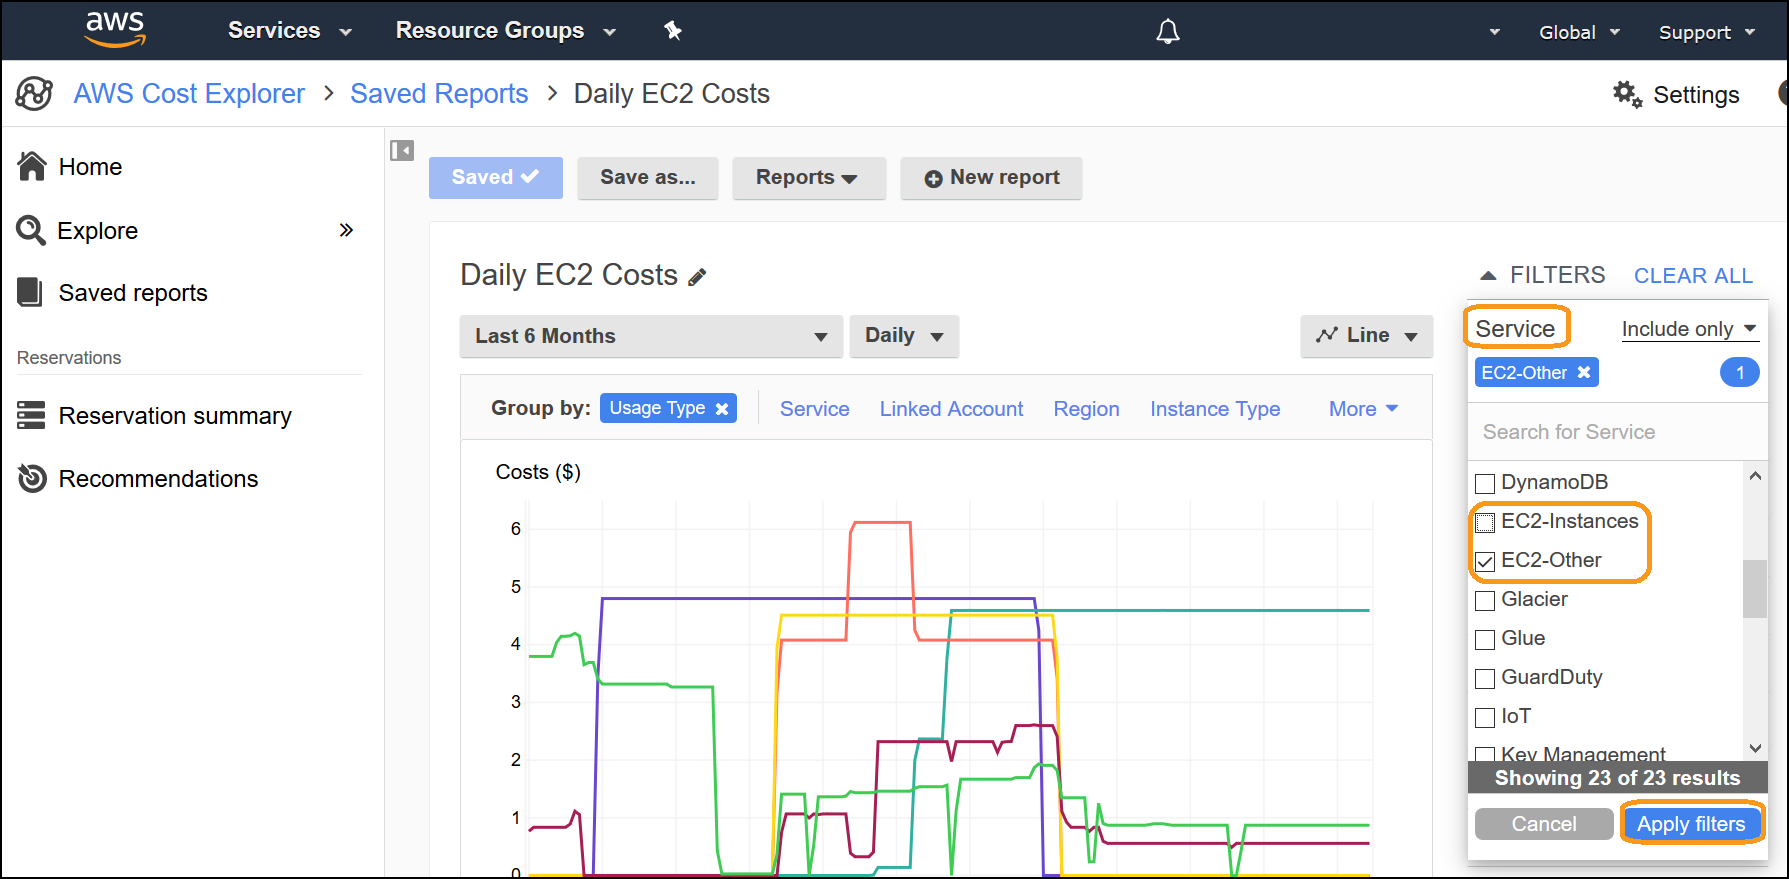 aws Services Resource Groups Global Support
AWS Cost Explorer > Saved Reports > Daily EC2 Costs Settings
Home
Explore »
Saved reports
Reservations
Reservation summary
Recommendations
Saved Save as... Reports New report
Daily EC2 Costs
Last 6 Months Daily Line
Group by: Usage Type Service Linked Account Region Instance Type More
Costs ($)
6
5
4
3
2
1
0
FILTERS CLEAR ALL
Service Include only
EC2-Other 1
Search for Service
DynamoDB
EC2-Instances
EC2-Other
Glacier
Glue
GuardDuty
IoT
Key Management
Showing 23 of 23 results
Cancel Apply filters